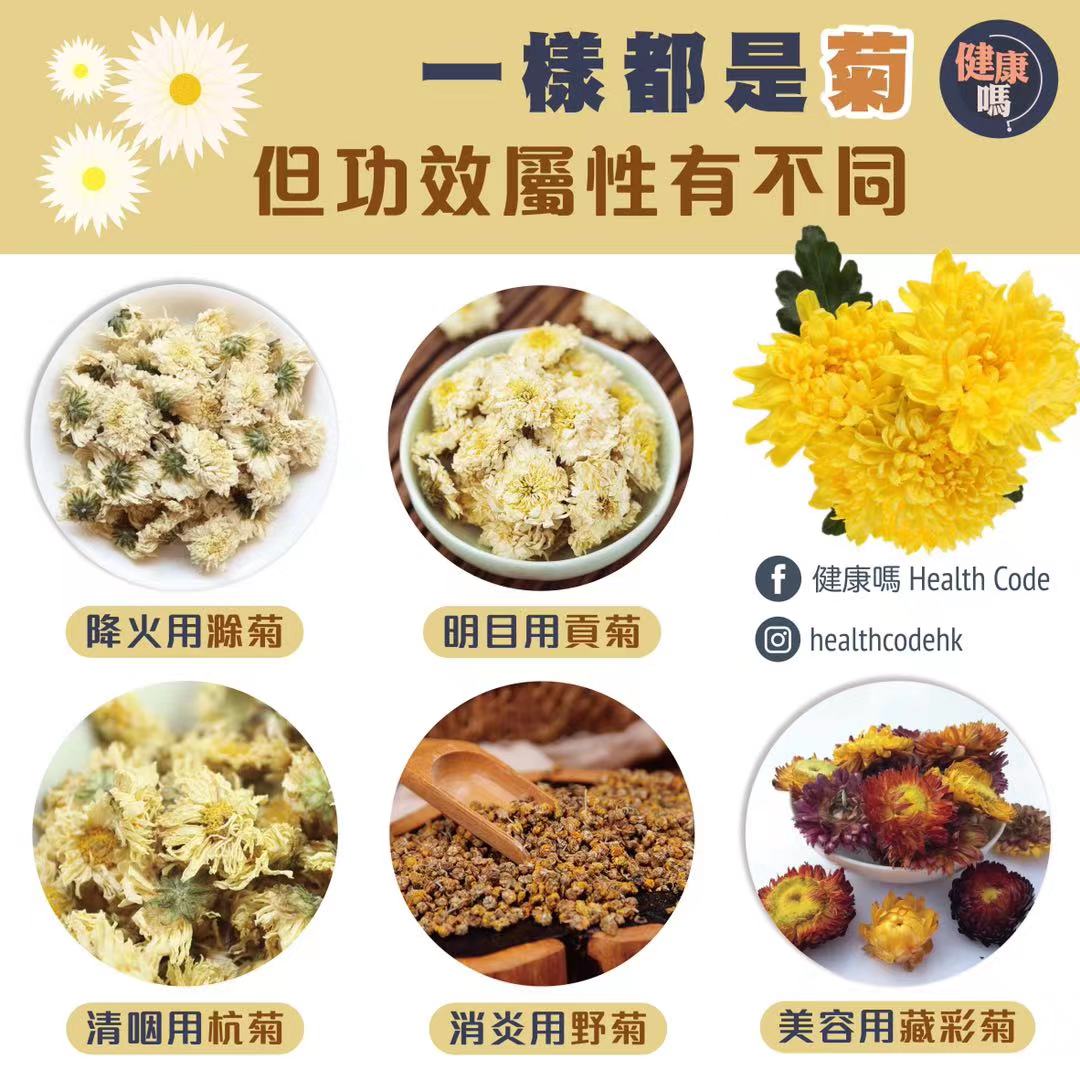 一樣都是菊
健康
嗎
但功效屬性有不同
降火用滁菊
明目用貢菊
健康嗎 Health Code
healthcodehk
清咽用杭菊
消炎用野菊
美容用藏彩菊